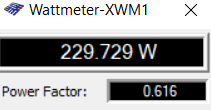 Wattmeter-XWM1
229.729 W
Power Factor: 0.616